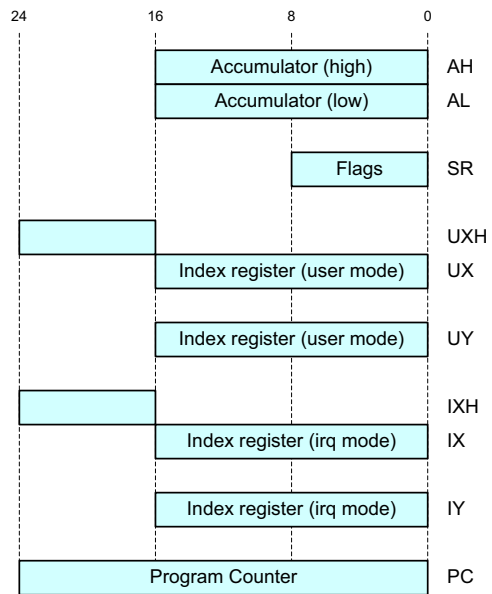 24 16 8 0
Accumulator (high) AH
Accumulator (low) AL
Flags SR
UXH
Index register (user mode) UX
Index register (user mode) UY
IXH
Index register (irq mode) IX
Index register (irq mode) IY
Program Counter PC